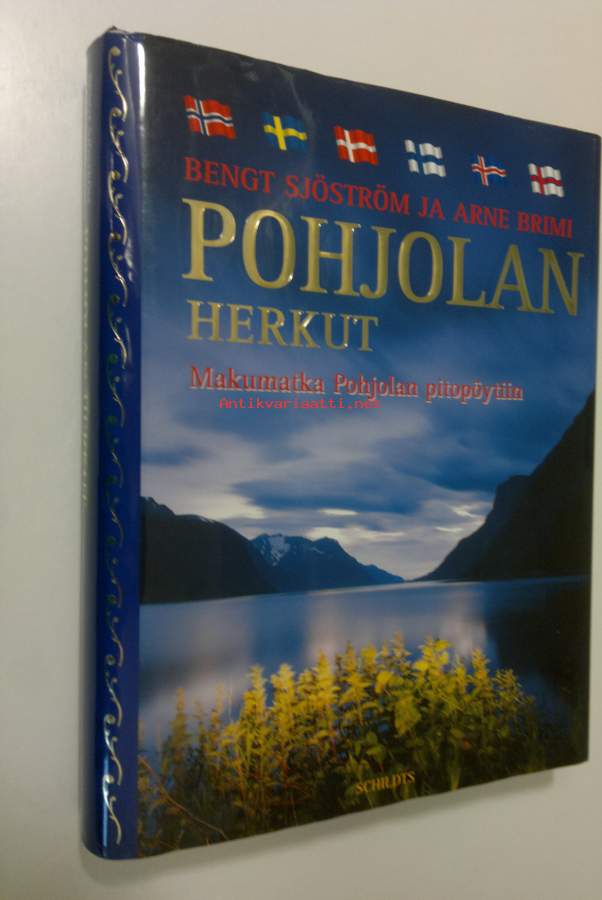 BENGT SJÖSTRÖM JA ARNE BRIMI
POHJOLAN
HERKUT
Makumatka Pohjolan pitopöytiin
Antikvariaatti.net
SCHILDTS